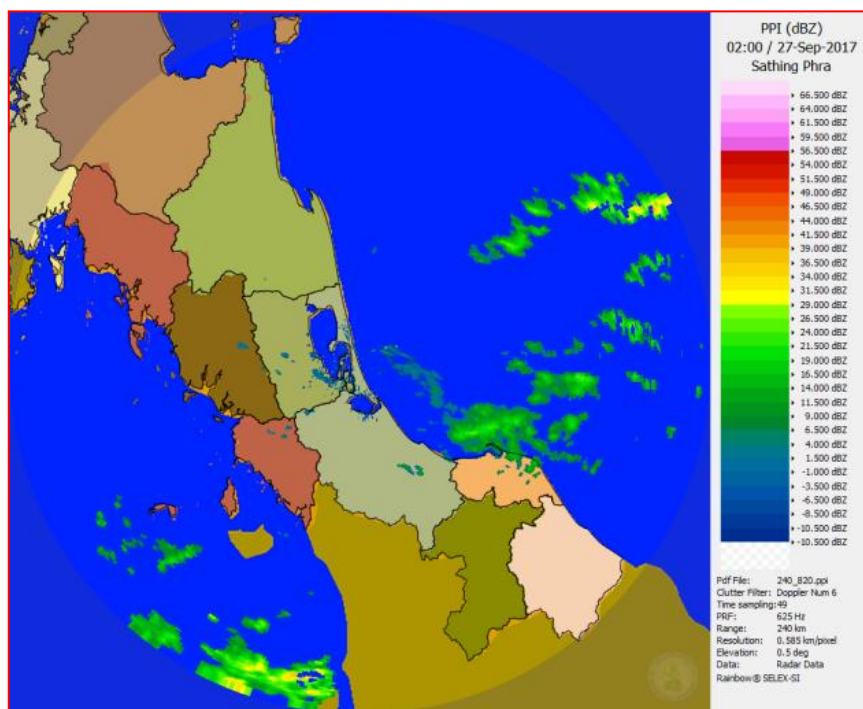 PPI (dBZ)
02:00 / 27-Sep-2017
Sathing Phra
66.500 dBZ
64.000 dBZ
61.500 dBZ
59.500 dBZ
56.500 dBZ
54.000 dBZ
51.500 dBZ
49.000 dBZ
46.500 dBZ
44.000 dBZ
41.500 dBZ
39.000 dBZ
36.500 dBZ
34.000 dBZ
31.500 dBZ
29.000 dBZ
26.500 dBZ
24.000 dBZ
21.500 dBZ
19.000 dBZ
16.500 dBZ
14.000 dBZ
11.500 dBZ
9.000 dBZ
6.500 dBZ
4.000 dBZ
1.500 dBZ
-1.000 dBZ
-3.500 dBZ
-6.500 dBZ
-8.500 dBZ
-10.500 dBZ
-10.500 dBZ
Pdf File: 240_820.ppi
Clutter Filter: Doppler Num 6
Time sampling: 49
PRF: 625 Hz
Range: 240 km
Resolution: 0.585 km/pixel
Elevation: 0.5 deg
Data: Radar Data
Rainbow® SELEX-SI